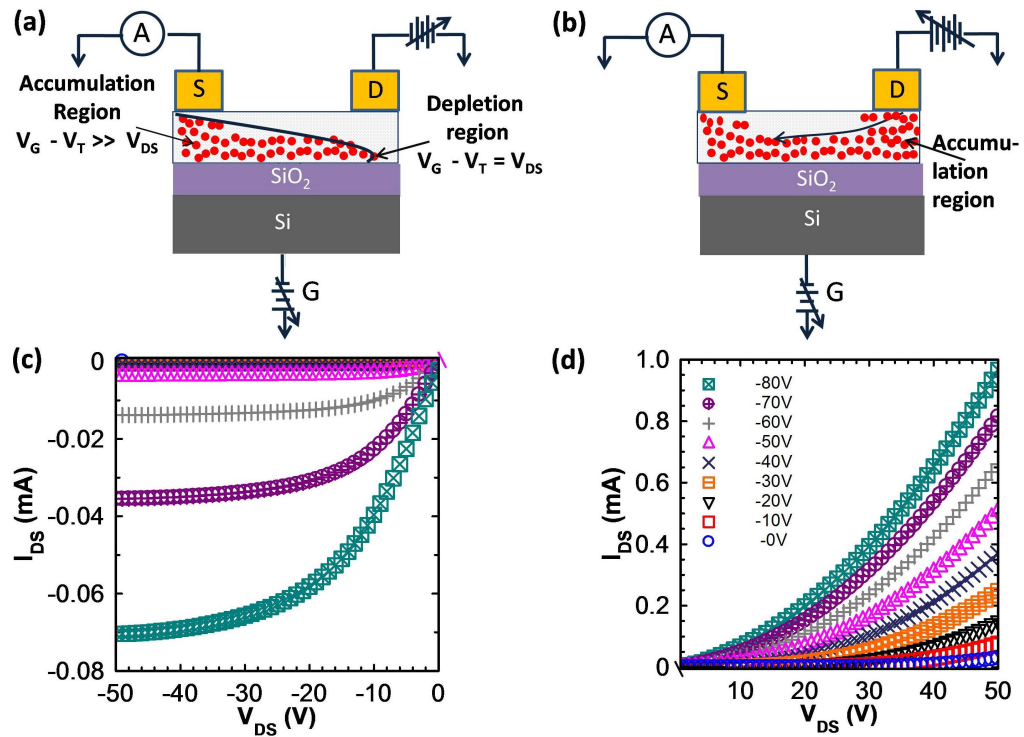 (a)
A
S
D
Accumulation
Region
V_G - V_T >> V_DS
Depletion
region
V_G - V_T = V_DS
SiO₂
Si
G
(b)
A
S
D
Accumu-
lation
region
SiO₂
Si
G
(c)
0
-0.02
-0.04
-0.06
-0.08
I_DS (mA)
-50 -40 -30 -20 -10 0
V_DS (V)
(d)
1.0
0.8
0.6
0.4
0.2
0
I_DS (mA)
-80V
-70V
-60V
-50V
-40V
-30V
-20V
-10V
-0V
10 20 30 40 50
V_DS (V)